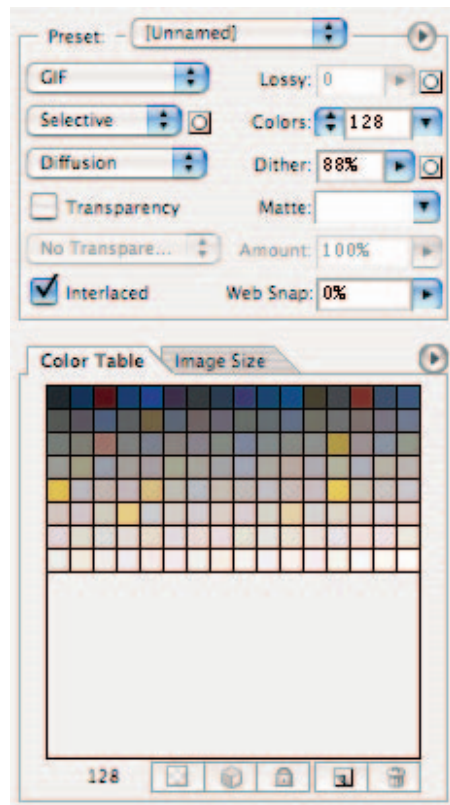 Preset: [Unnamed]
GIF Lossy: 0
Selective Colors: 128
Diffusion Dither: 88%
Transparency Matte:
No Transpare... Amount: 100%
Interlaced Web Snap: 0%
Color Table Image Size
128